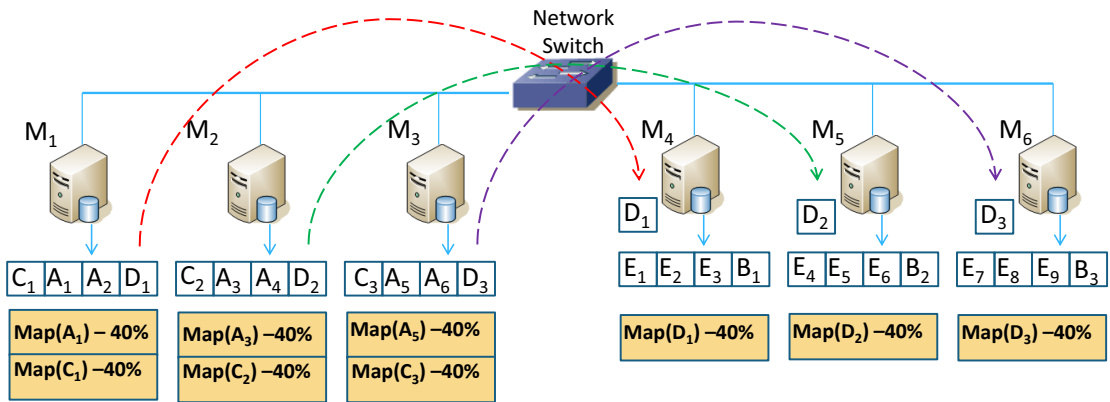 Network
Switch
M₁
M₂
M₃
M₄
M₅
M₆
D₁
D₂
D₃
C₁ A₁ A₂ D₁
C₂ A₃ A₄ D₂
C₃ A₅ A₆ D₃
E₁ E₂ E₃ B₁
E₄ E₅ E₆ B₂
E₇ E₈ E₉ B₃
Map(A₁) –40%
Map(C₁) –40%
Map(A₃) –40%
Map(C₂) –40%
Map(A₅) –40%
Map(C₃) –40%
Map(D₁) –40%
Map(D₂) –40%
Map(D₃) –40%